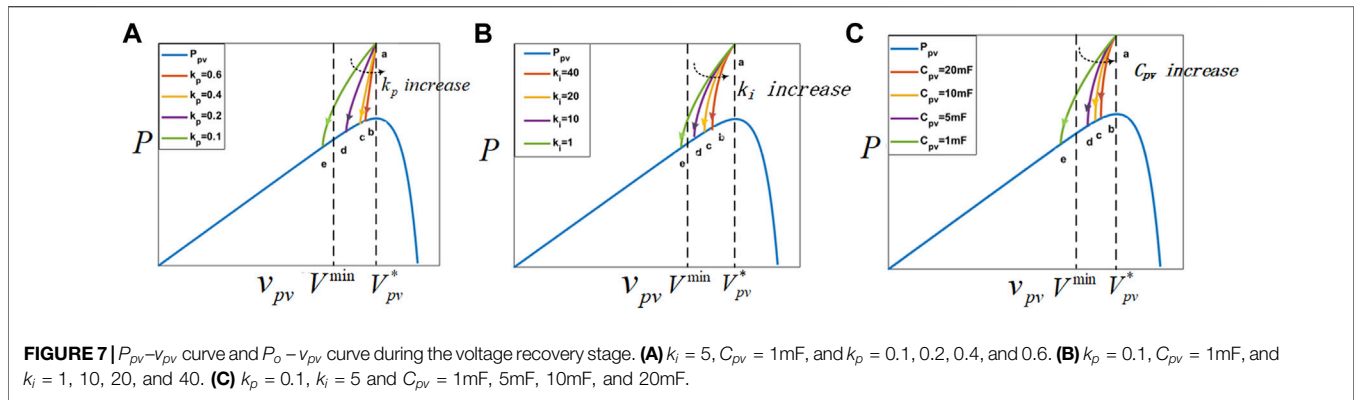 A
P_pv
k_p=0.6
k_p=0.4
k_p=0.2
k_p=0.1
a
k_p increase
b
c
d
e
P
v_pv V^min V*_pv
B
P_pv
k_i=40
k_i=20
k_i=10
k_i=1
a
k_i increase
b
c
d
e
P
v_pv V^min V*_pv
C
P_pv
C_pv=20mF
C_pv=10mF
C_pv=5mF
C_pv=1mF
a
C_pv increase
b
c
d
e
P
v_pv V^min V*_pv
FIGURE 7 | P_pv–v_pv curve and P_o – v_pv curve during the voltage recovery stage. (A) k_i = 5, C_pv = 1mF, and k_p = 0.1, 0.2, 0.4, and 0.6. (B) k_p = 0.1, C_pv = 1mF, and
k_i = 1, 10, 20, and 40. (C) k_p = 0.1, k_i = 5 and C_pv = 1mF, 5mF, 10mF, and 20mF.